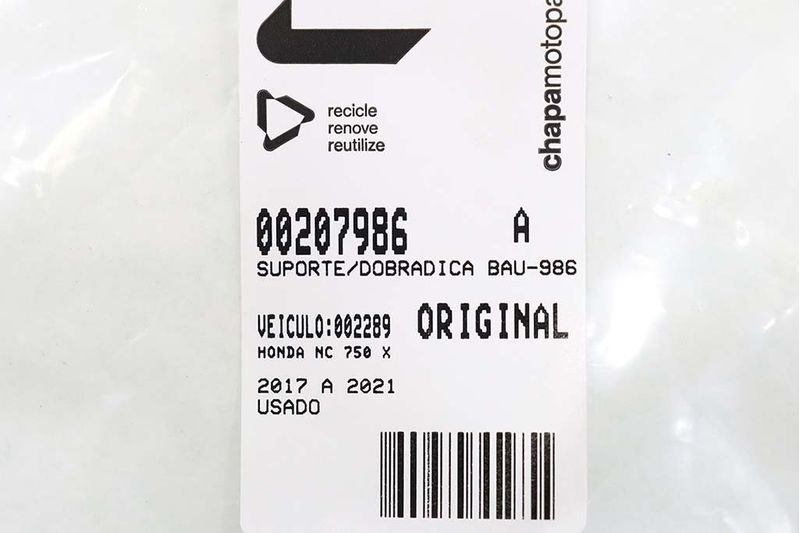 chapamotopa
recicle
renove
reutilize
00207986 A
SUPORTE/DOBRADICA BAU-986
VEICULO:002289 ORIGINAL
HONDA NC 750 X
2017 A 2021
USADO